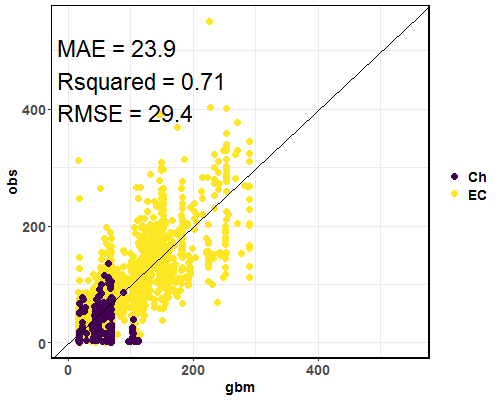 MAE = 23.9
Rsquared = 0.71
RMSE = 29.4
400
200
0
obs
0 200 400
gbm
Ch
EC